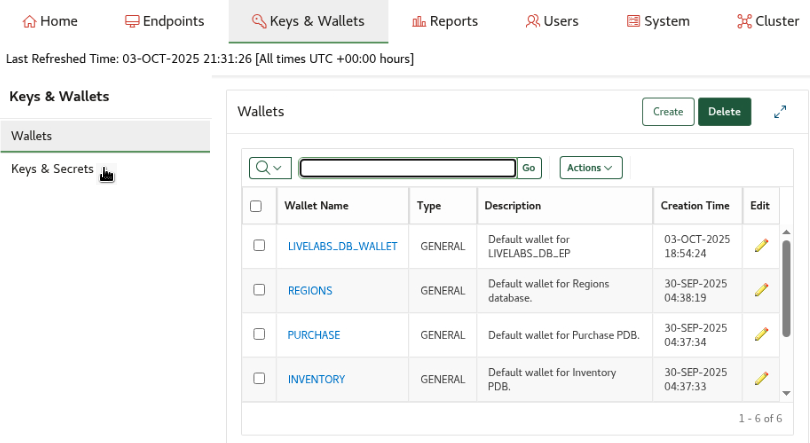 Home Endpoints Keys & Wallets Reports Users System Cluster
Last Refreshed Time: 03-OCT-2025 21:31:26 [All times UTC +00:00 hours]
Keys & Wallets
Wallets
Keys & Secrets
Wallets Create Delete
Go Actions
Wallet Name Type Description Creation Time Edit
LIVELABS_DB_WALLET GENERAL Default wallet for LIVELABS_DB_EP 03-OCT-2025 18:54:24
REGIONS GENERAL Default wallet for Regions database. 30-SEP-2025 04:38:19
PURCHASE GENERAL Default wallet for Purchase PDB. 30-SEP-2025 04:37:34
INVENTORY GENERAL Default wallet for Inventory PDB. 30-SEP-2025 04:37:33
1 - 6 of 6